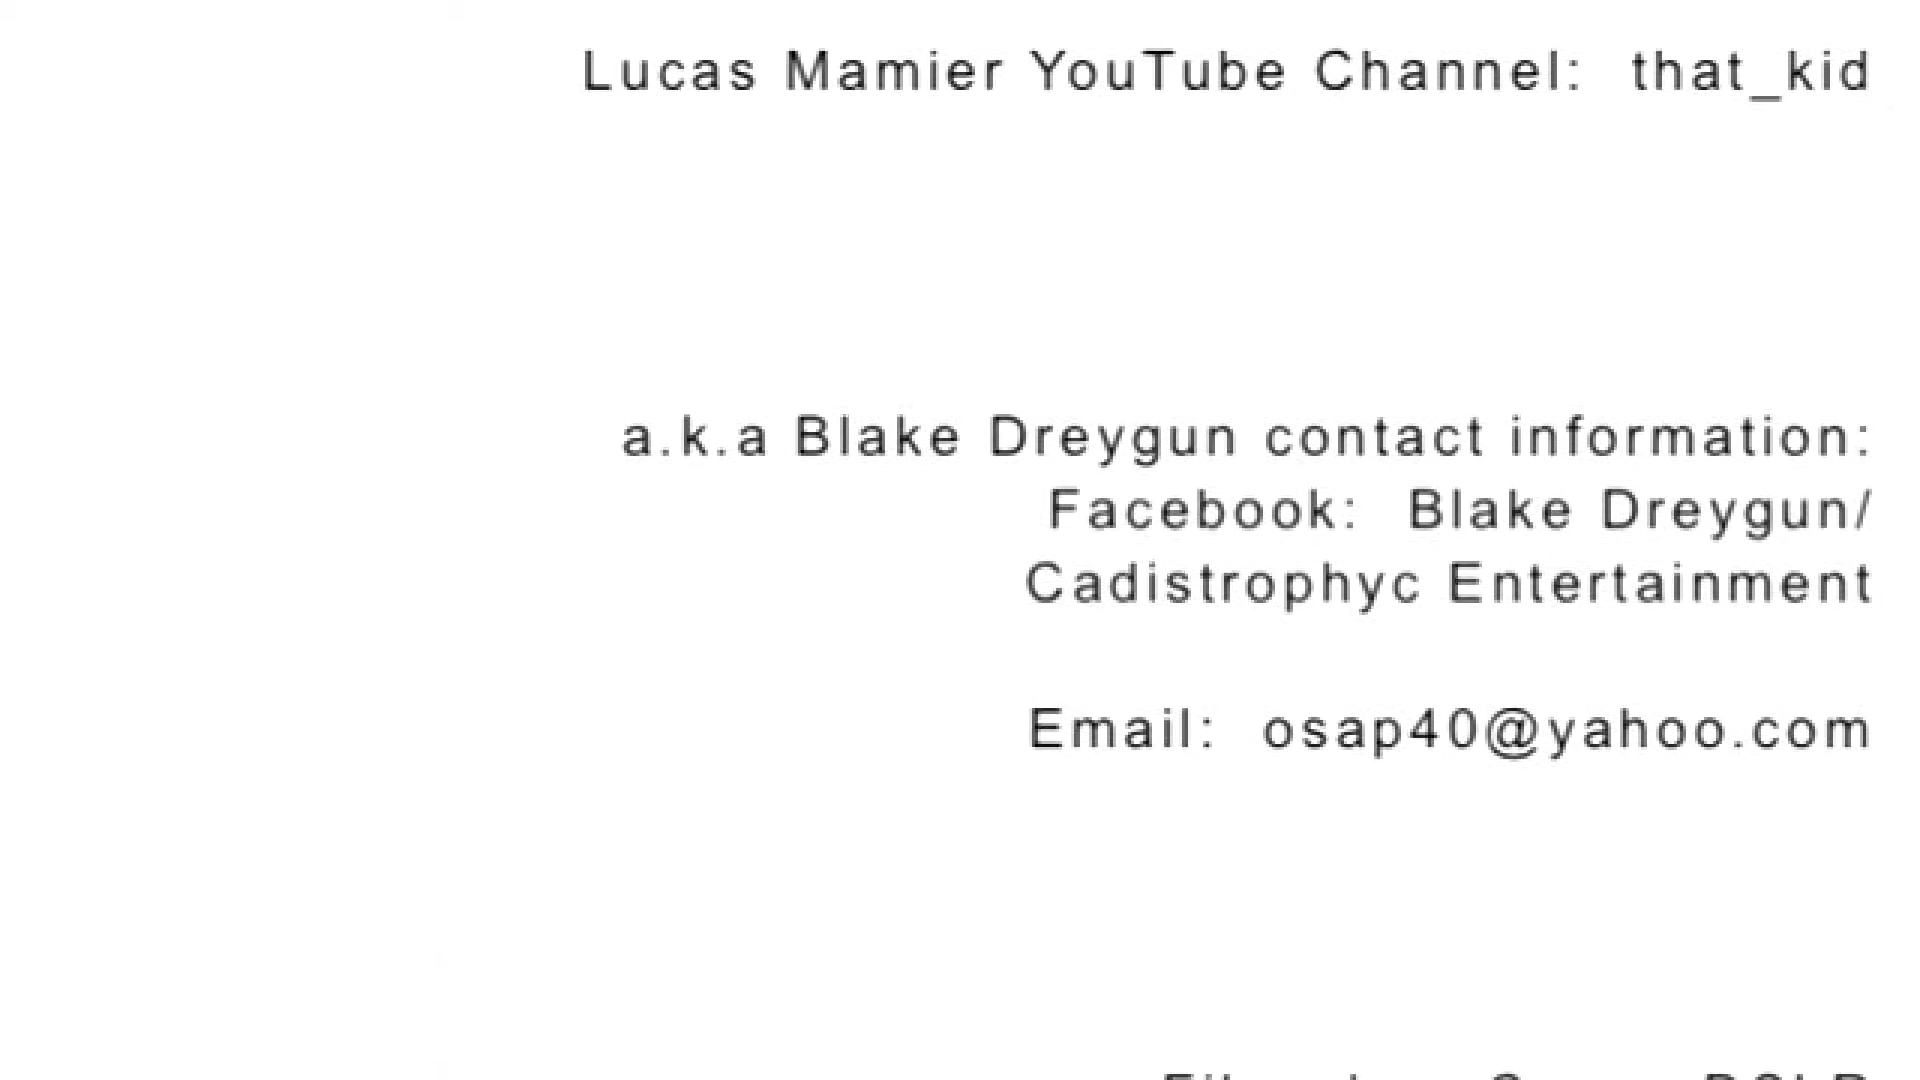 Lucas Mamier YouTube Channel:  that_kid
a.k.a Blake Dreygun contact information:
Facebook:  Blake Dreygun/
Cadistrophyc Entertainment
Email:  osap40@yahoo.com